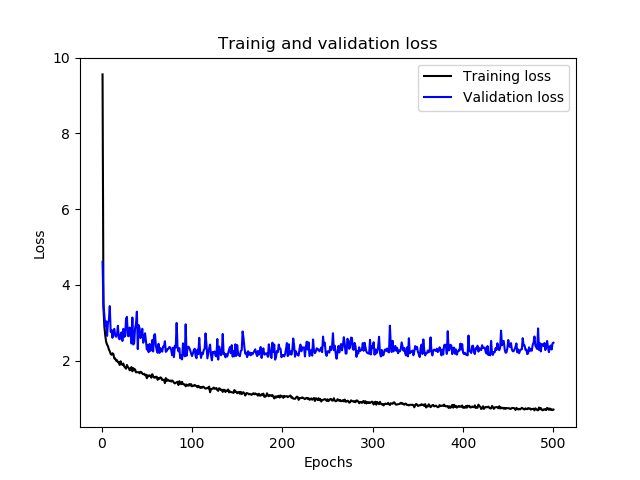 Trainig and validation loss
Training loss
Validation loss
10
8
6
4
2
Loss
0 100 200 300 400 500
Epochs